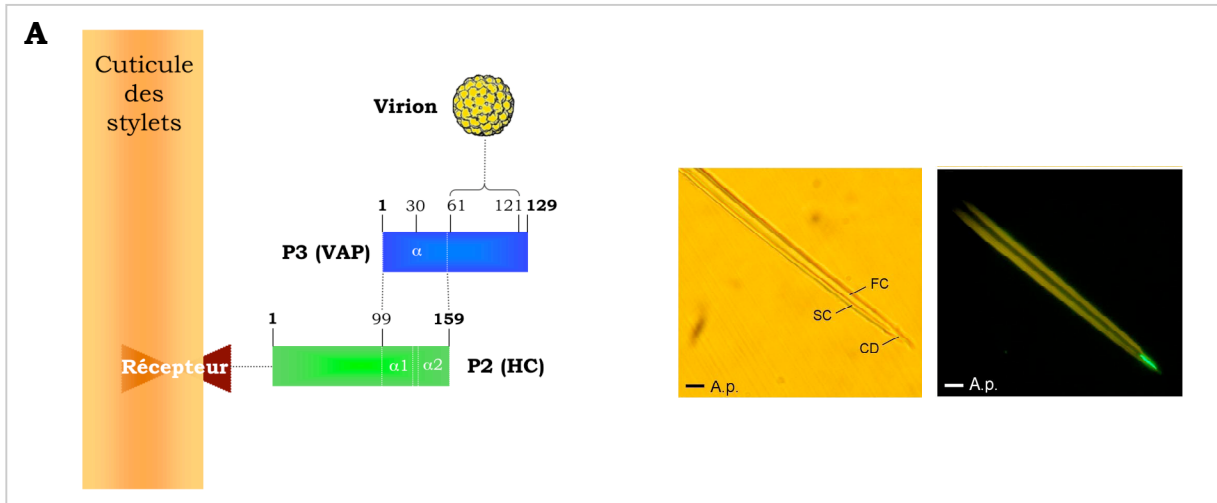 A
Cuticule
des
stylets
Virion
1 30 61 121 129
P3 (VAP)
α
1 99 159
Récepteur
α1 α2
P2 (HC)
FC
SC
CD
A.p.
A.p.